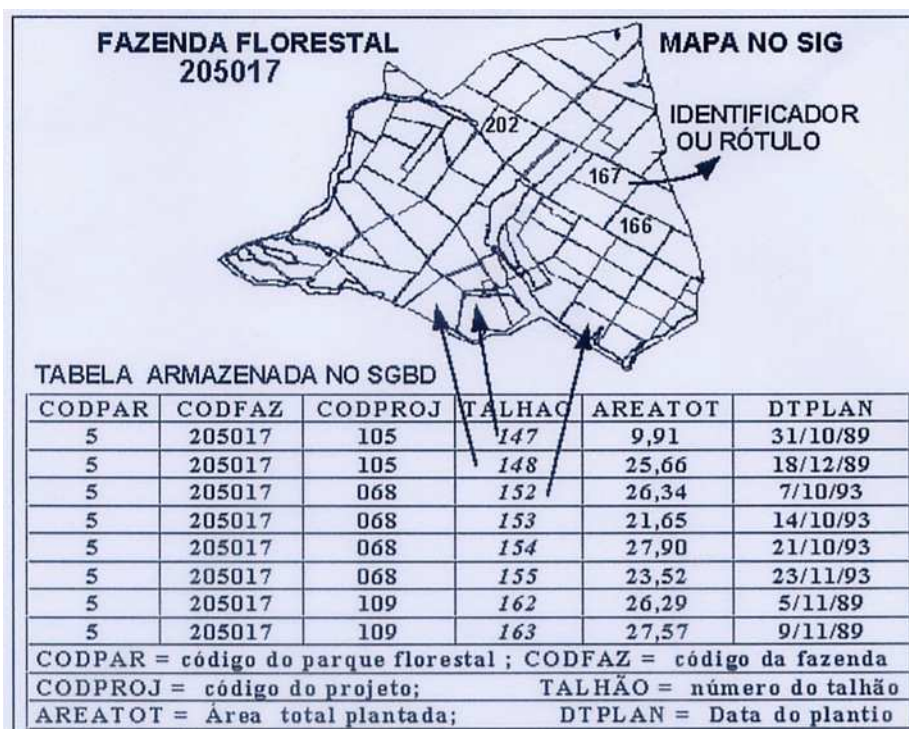 FAZENDA FLORESTAL
205017
MAPA NO SIG
IDENTIFICADOR
OU RÓTULO
202
167
166
TABELA ARMAZENADA NO SGBD
CODPAR CODFAZ CODPROJ TALHAO AREATOT DTPLAN
5 205017 105 147 9,91 31/10/89
5 205017 105 148 25,66 18/12/89
5 205017 068 152 26,34 7/10/93
5 205017 068 153 21,65 14/10/93
5 205017 068 154 27,90 21/10/93
5 205017 068 155 23,52 23/11/93
5 205017 109 162 26,29 5/11/89
5 205017 109 163 27,57 9/11/89
CODPAR = código do parque florestal ; CODFAZ = código da fazenda
CODPROJ = código do projeto; TALHÃO = número do talhão
AREATOT = Área total plantada; DTPLAN = Data do plantio